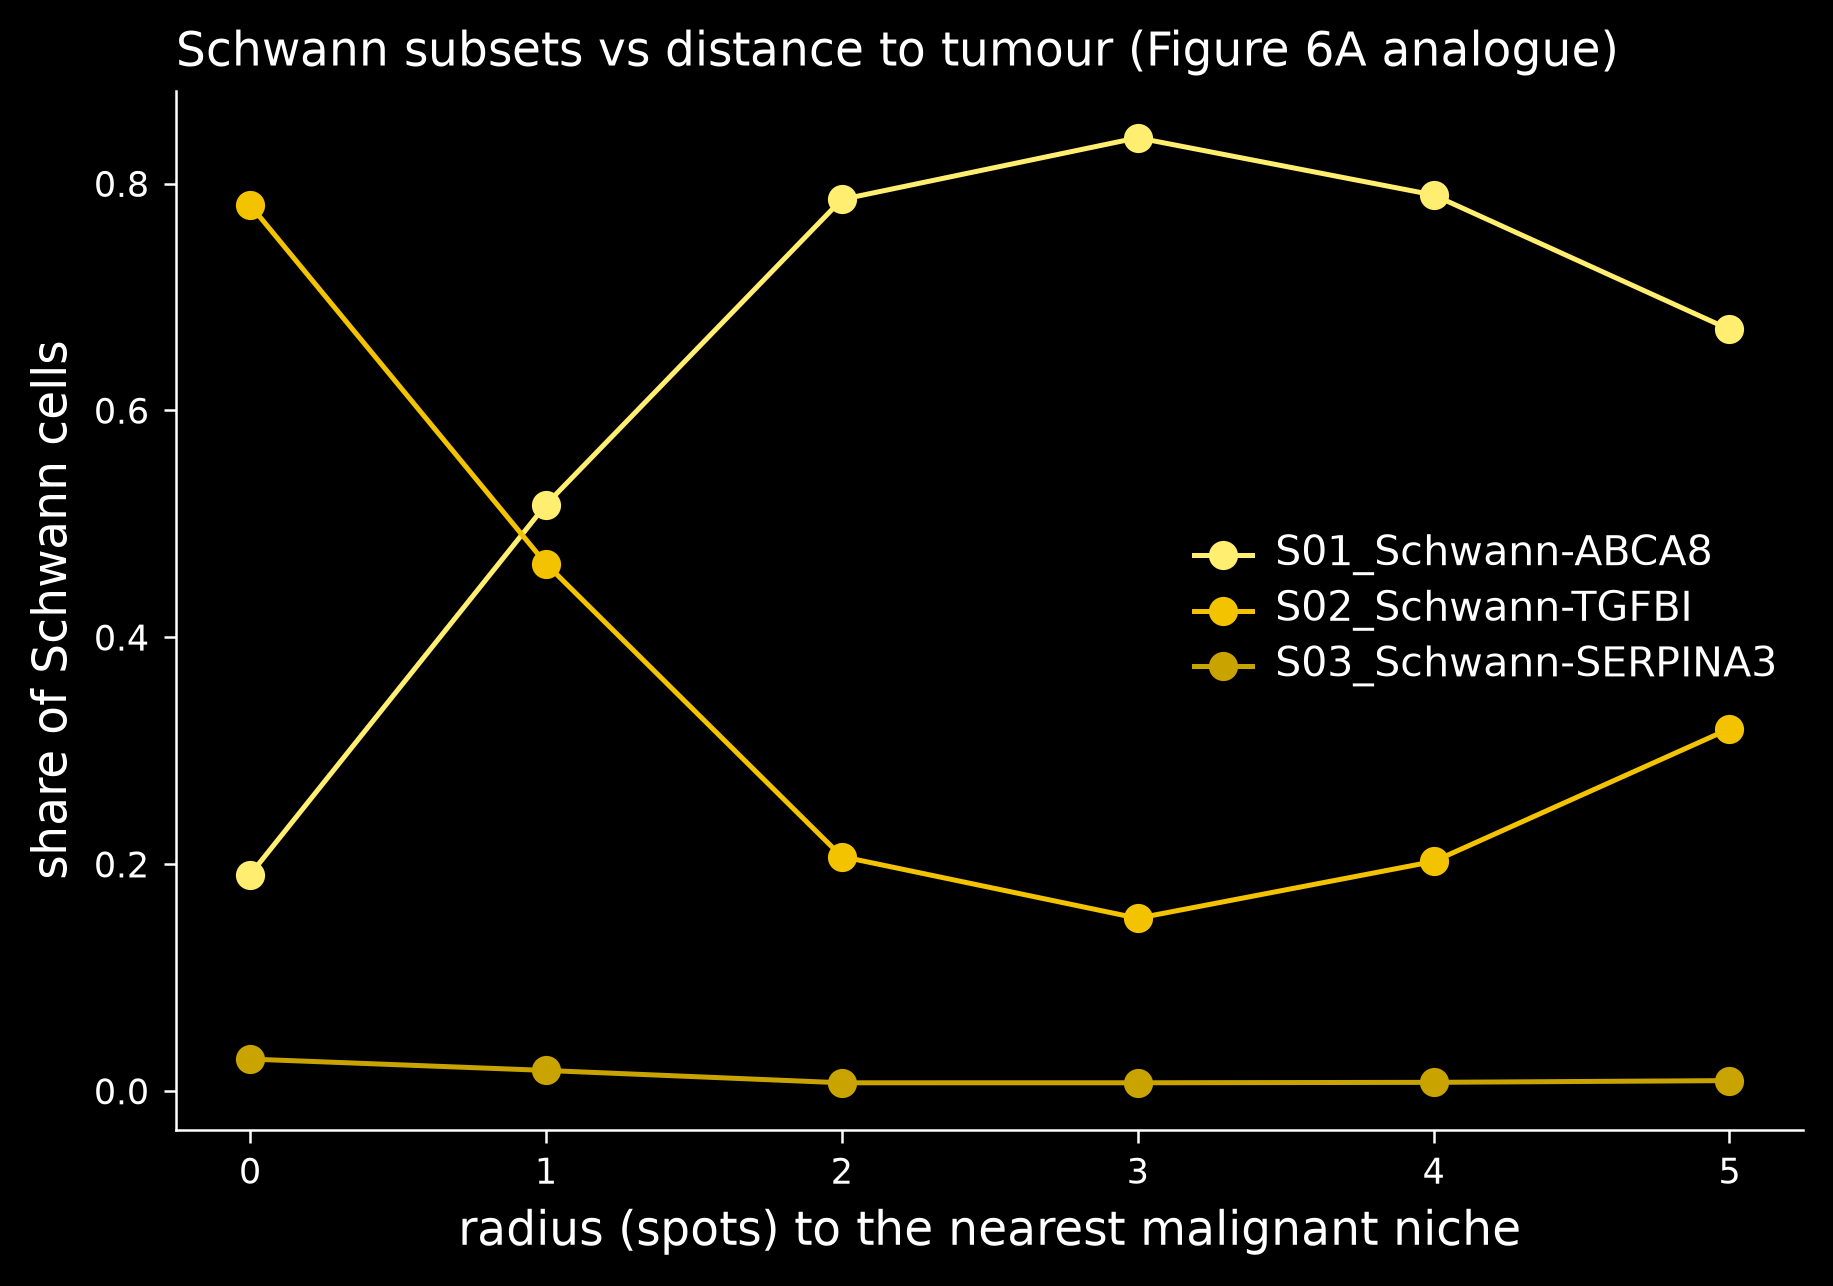 Schwann subsets vs distance to tumour (Figure 6A analogue)
share of Schwann cells
0.8
0.6
0.4
0.2
0.0
S01_Schwann-ABCA8
S02_Schwann-TGFBI
S03_Schwann-SERPINA3
0 1 2 3 4 5
radius (spots) to the nearest malignant niche